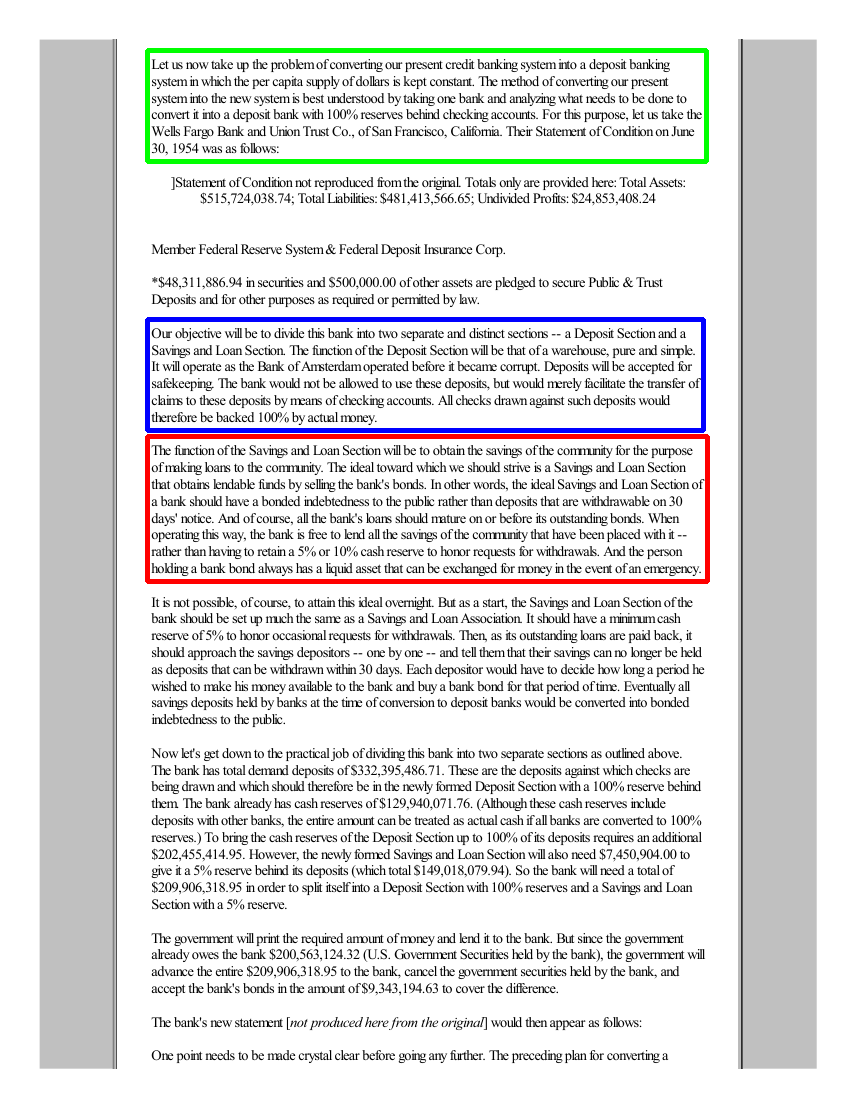 Let us now take up the problem of converting our present credit banking system into a deposit banking
system in which the per capita supply of dollars is kept constant. The method of converting our present
system into the new system is best understood by taking one bank and analyzing what needs to be done to
convert it into a deposit bank with 100% reserves behind checking accounts. For this purpose, let us take the
Wells Fargo Bank and Union Trust Co., of San Francisco, California. Their Statement of Condition on June
30, 1954 was as follows:
]Statement of Condition not reproduced from the original. Totals only are provided here: Total Assets:
$515,724,038.74; Total Liabilities: $481,413,566.65; Undivided Profits: $24,853,408.24
Member Federal Reserve System & Federal Deposit Insurance Corp.
*$48,311,886.94 in securities and $500,000.00 of other assets are pledged to secure Public & Trust
Deposits and for other purposes as required or permitted by law.
Our objective will be to divide this bank into two separate and distinct sections -- a Deposit Section and a
Savings and Loan Section. The function of the Deposit Section will be that of a warehouse, pure and simple.
It will operate as the Bank of Amsterdam operated before it became corrupt. Deposits will be accepted for
safekeeping. The bank would not be allowed to use these deposits, but would merely facilitate the transfer of
claims to these deposits by means of checking accounts. All checks drawn against such deposits would
therefore be backed 100% by actual money.
The function of the Savings and Loan Section will be to obtain the savings of the community for the purpose
of making loans to the community. The ideal toward which we should strive is a Savings and Loan Section
that obtains lendable funds by selling the bank's bonds. In other words, the ideal Savings and Loan Section of
a bank should have a bonded indebtedness to the public rather than deposits that are withdrawable on 30
days' notice. And of course, all the bank's loans should mature on or before its outstanding bonds. When
operating this way, the bank is free to lend all the savings of the community that have been placed with it --
rather than having to retain a 5% or 10% cash reserve to honor requests for withdrawals. And the person
holding a bank bond always has a liquid asset that can be exchanged for money in the event of an emergency.
It is not possible, of course, to attain this ideal overnight. But as a start, the Savings and Loan Section of the
bank should be set up much the same as a Savings and Loan Association. It should have a minimum cash
reserve of 5% to honor occasional requests for withdrawals. Then, as its outstanding loans are paid back, it
should approach the savings depositors -- one by one -- and tell them that their savings can no longer be held
as deposits that can be withdrawn within 30 days. Each depositor would have to decide how long a period he
wished to make his money available to the bank and buy a bank bond for that period of time. Eventually all
savings deposits held by banks at the time of conversion to deposit banks would be converted into bonded
indebtedness to the public.
Now let's get down to the practical job of dividing this bank into two separate sections as outlined above.
The bank has total demand deposits of $332,395,486.71. These are the deposits against which checks are
being drawn and which should therefore be in the newly formed Deposit Section with a 100% reserve behind
them. The bank already has cash reserves of $129,940,071.76. (Although these cash reserves include
deposits with other banks, the entire amount can be treated as actual cash if all banks are converted to 100%
reserves.) To bring the cash reserves of the Deposit Section up to 100% of its deposits requires an additional
$202,455,414.95. However, the newly formed Savings and Loan Section will also need $7,450,904.00 to
give it a 5% reserve behind its deposits (which total $149,018,079.94). So the bank will need a total of
$209,906,318.95 in order to split itself into a Deposit Section with 100% reserves and a Savings and Loan
Section with a 5% reserve.
The government will print the required amount of money and lend it to the bank. But since the government
already owes the bank $200,563,124.32 (U.S. Government Securities held by the bank), the government will
advance the entire $209,906,318.95 to the bank, cancel the government securities held by the bank, and
accept the bank's bonds in the amount of $9,343,194.63 to cover the difference.
The bank's new statement [not produced here from the original] would then appear as follows:
One point needs to be made crystal clear before going any further. The preceding plan for converting a